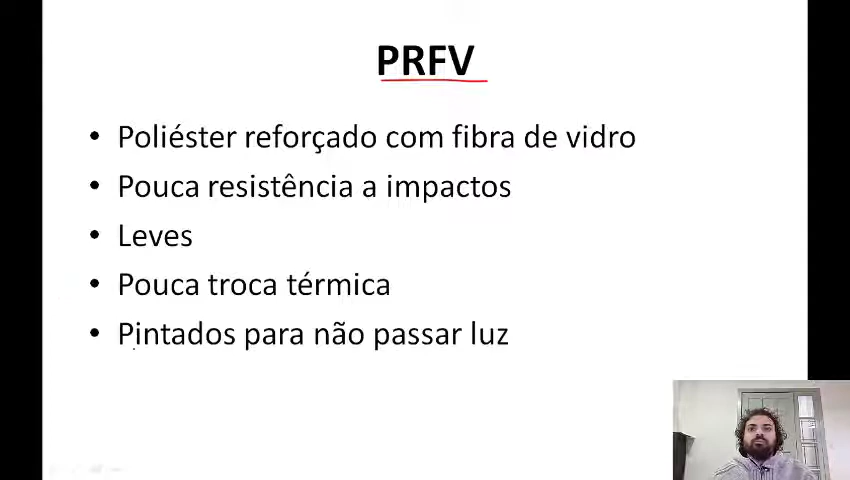 PRFV
• Poliéster reforçado com fibra de vidro
• Pouca resistência a impactos
• Leves
• Pouca troca térmica
• Pintados para não passar luz